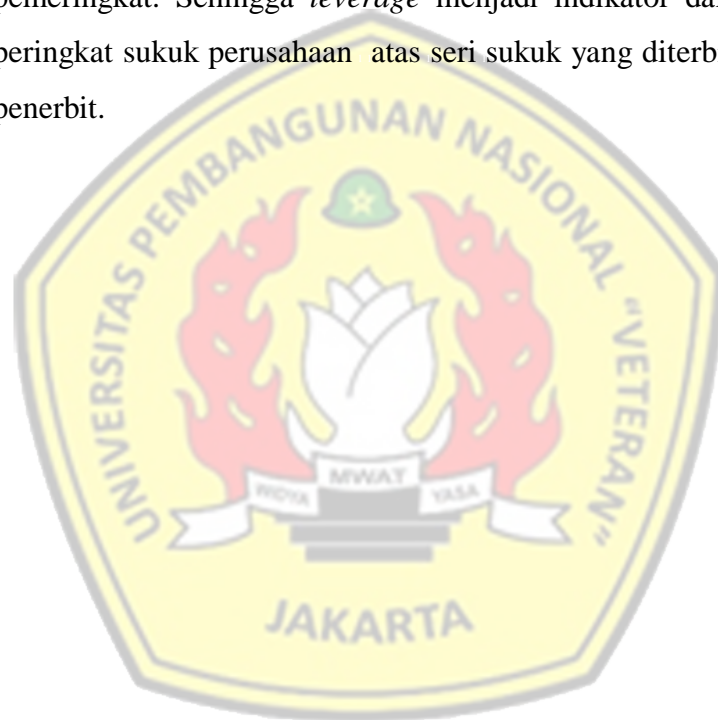 pemeringkat. Sehingga leverage menjadi indikator da
peringkat sukuk perusahaan atas seri sukuk yang diterb
penerbit.
UNIVERSITAS PEMBANGUNAN NASIONAL "VETERAN"
WIDYA MWAT YASA
JAKARTA